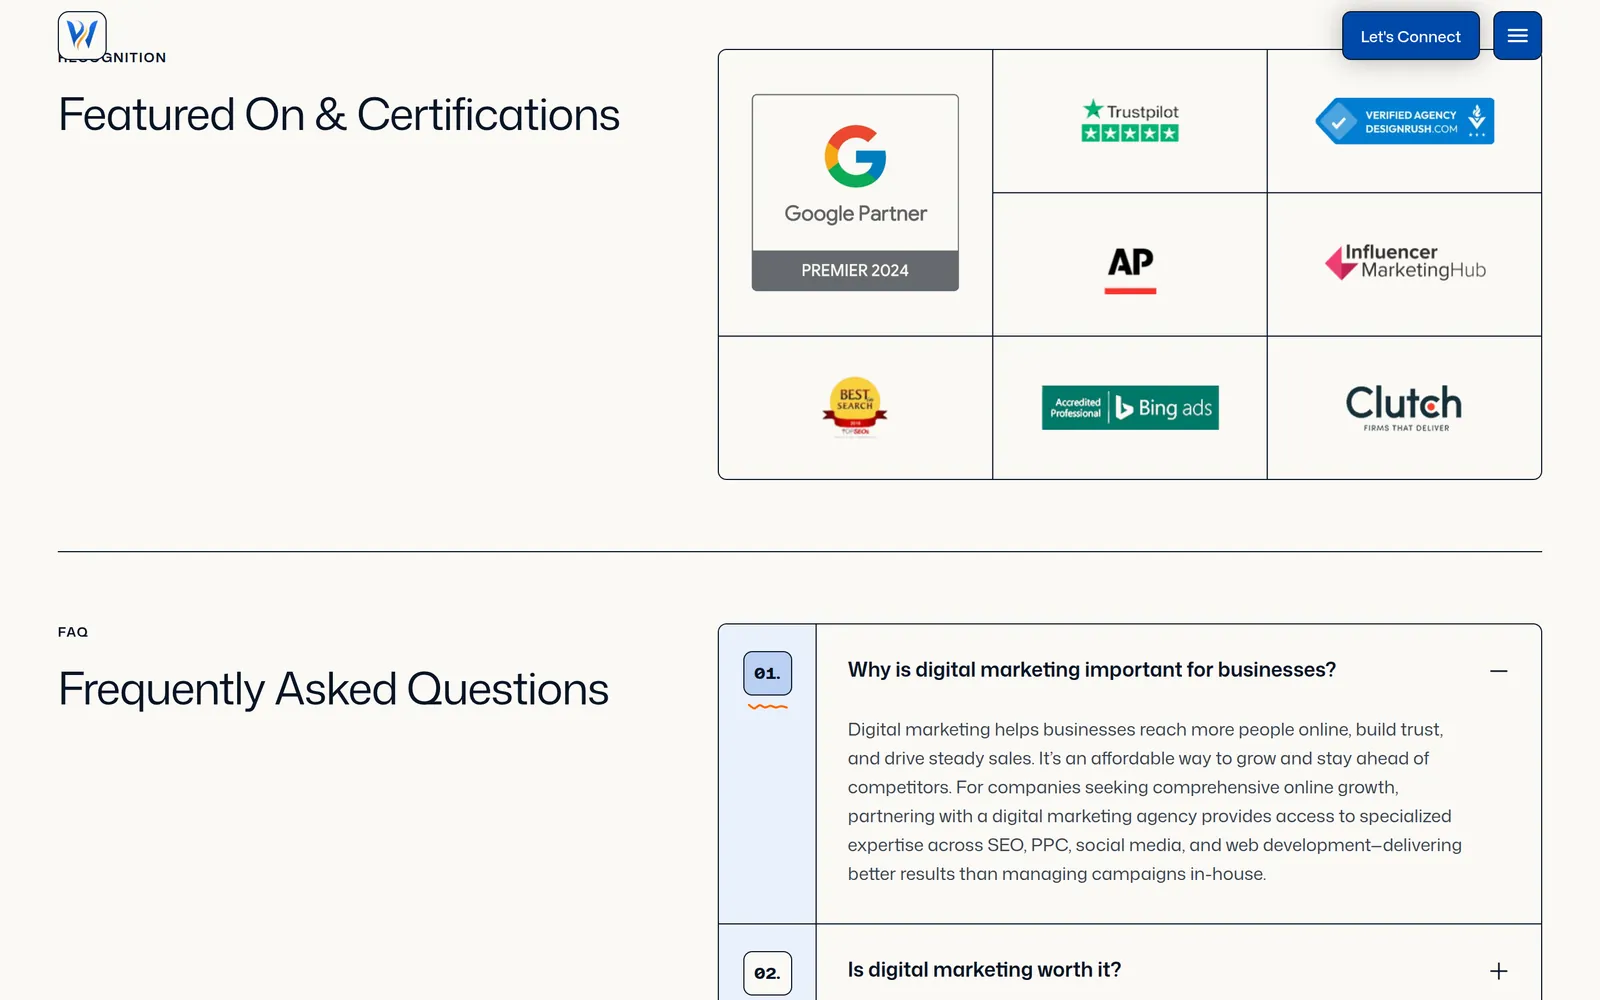 Let's Connect
RECOGNITION
Featured On & Certifications
Google Partner
PREMIER 2024
Trustpilot
VERIFIED AGENCY
DESIGNRUSH.COM
AP
Influencer
MarketingHub
BEST
SEARCH
Accredited
Professional
Bing ads
Clutch
FIRMS THAT DELIVER
FAQ
Frequently Asked Questions
01.
Why is digital marketing important for businesses?
Digital marketing helps businesses reach more people online, build trust,
and drive steady sales. It’s an affordable way to grow and stay ahead of
competitors. For companies seeking comprehensive online growth,
partnering with a digital marketing agency provides access to specialized
expertise across SEO, PPC, social media, and web development—delivering
better results than managing campaigns in-house.
02.
Is digital marketing worth it?